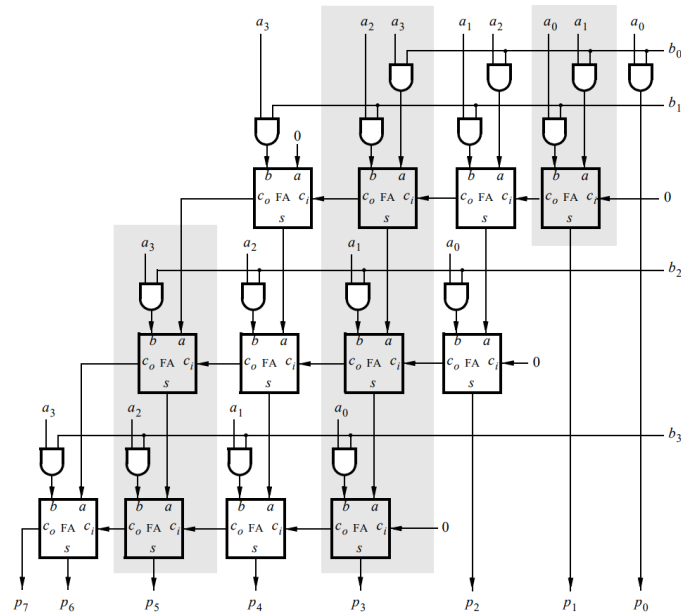 a3 a2 a3 a1 a2 a0 a1 a0
b0
b1
0
b a b a b a b a
co FA ci co FA ci co FA ci co FA ci 0
s s s s
a3 a2 a1 a0
b2
b a b a b a b a
co FA ci co FA ci co FA ci co FA ci 0
s s s s
a3 a2 a1 a0
b3
b a b a b a b a
co FA ci co FA ci co FA ci co FA ci 0
s s s s
p7 p6 p5 p4 p3 p2 p1 p0